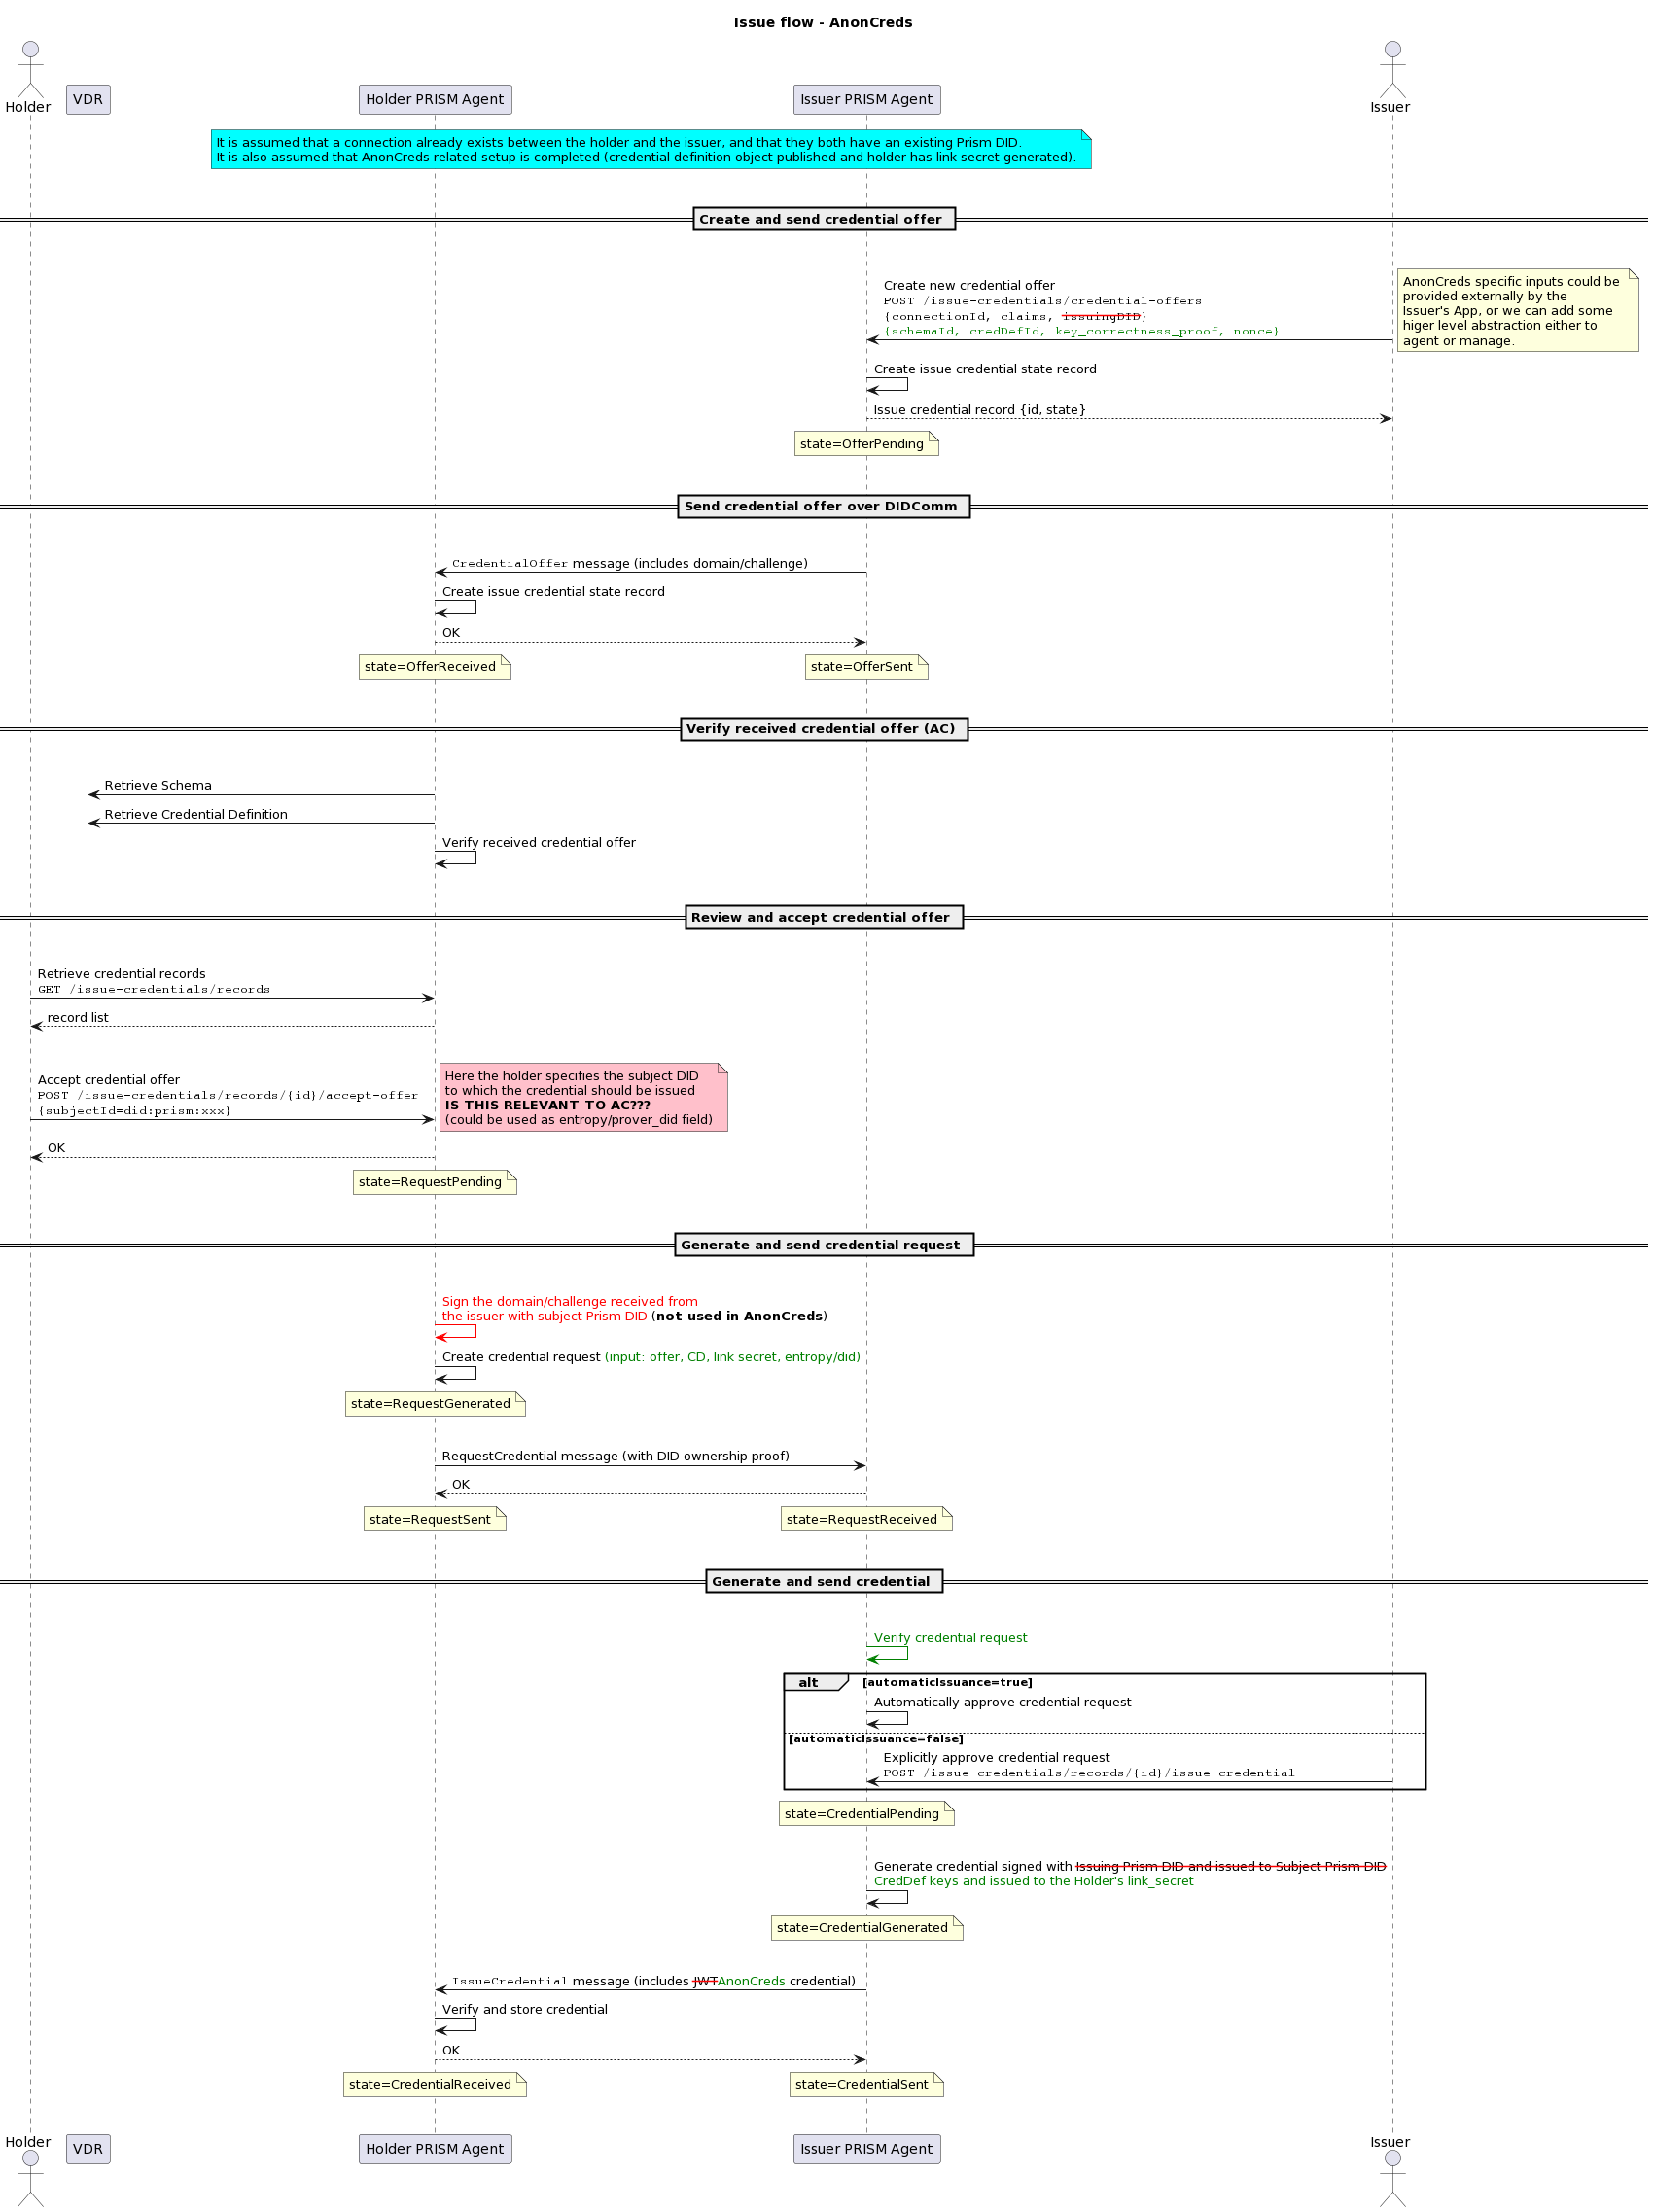 Issue flow - AnonCreds
Holder
VDR
Holder PRISM Agent
Issuer PRISM Agent
Issuer
It is assumed that a connection already exists between the holder and the issuer, and that they both have an existing Prism DID.
It is also assumed that AnonCreds related setup is completed (credential definition object published and holder has link secret generated).
Create and send credential offer
Create new credential offer
POST /issue-credentials/credential-offers
{connectionId, claims, issuingDID}
{schemaId, credDefId, key_correctness_proof, nonce}
AnonCreds specific inputs could be
provided externally by the
Issuer's App, or we can add some
higer level abstraction either to
agent or manage.
Create issue credential state record
Issue credential record {id, state}
state=OfferPending
Send credential offer over DIDComm
CredentialOffer message (includes domain/challenge)
Create issue credential state record
OK
state=OfferReceived
state=OfferSent
Verify received credential offer (AC)
Retrieve Schema
Retrieve Credential Definition
Verify received credential offer
Review and accept credential offer
Retrieve credential records
GET /issue-credentials/records
record list
Accept credential offer
POST /issue-credentials/records/{id}/accept-offer
{subjectId=did:prism:xxx}
Here the holder specifies the subject DID
to which the credential should be issued
IS THIS RELEVANT TO AC???
(could be used as entropy/prover_did field)
OK
state=RequestPending
Generate and send credential request
Sign the domain/challenge received from
the issuer with subject Prism DID (not used in AnonCreds)
Create credential request (input: offer, CD, link secret, entropy/did)
state=RequestGenerated
RequestCredential message (with DID ownership proof)
OK
state=RequestSent
state=RequestReceived
Generate and send credential
Verify credential request
alt [automaticIssuance=true]
Automatically approve credential request
[automaticIssuance=false]
Explicitly approve credential request
POST /issue-credentials/records/{id}/issue-credential
state=CredentialPending
Generate credential signed with Issuing Prism DID and issued to Subject Prism DID
CredDef keys and issued to the Holder's link_secret
state=CredentialGenerated
IssueCredential message (includes JWTAnonCreds credential)
Verify and store credential
OK
state=CredentialReceived
state=CredentialSent
Holder
VDR
Holder PRISM Agent
Issuer PRISM Agent
Issuer